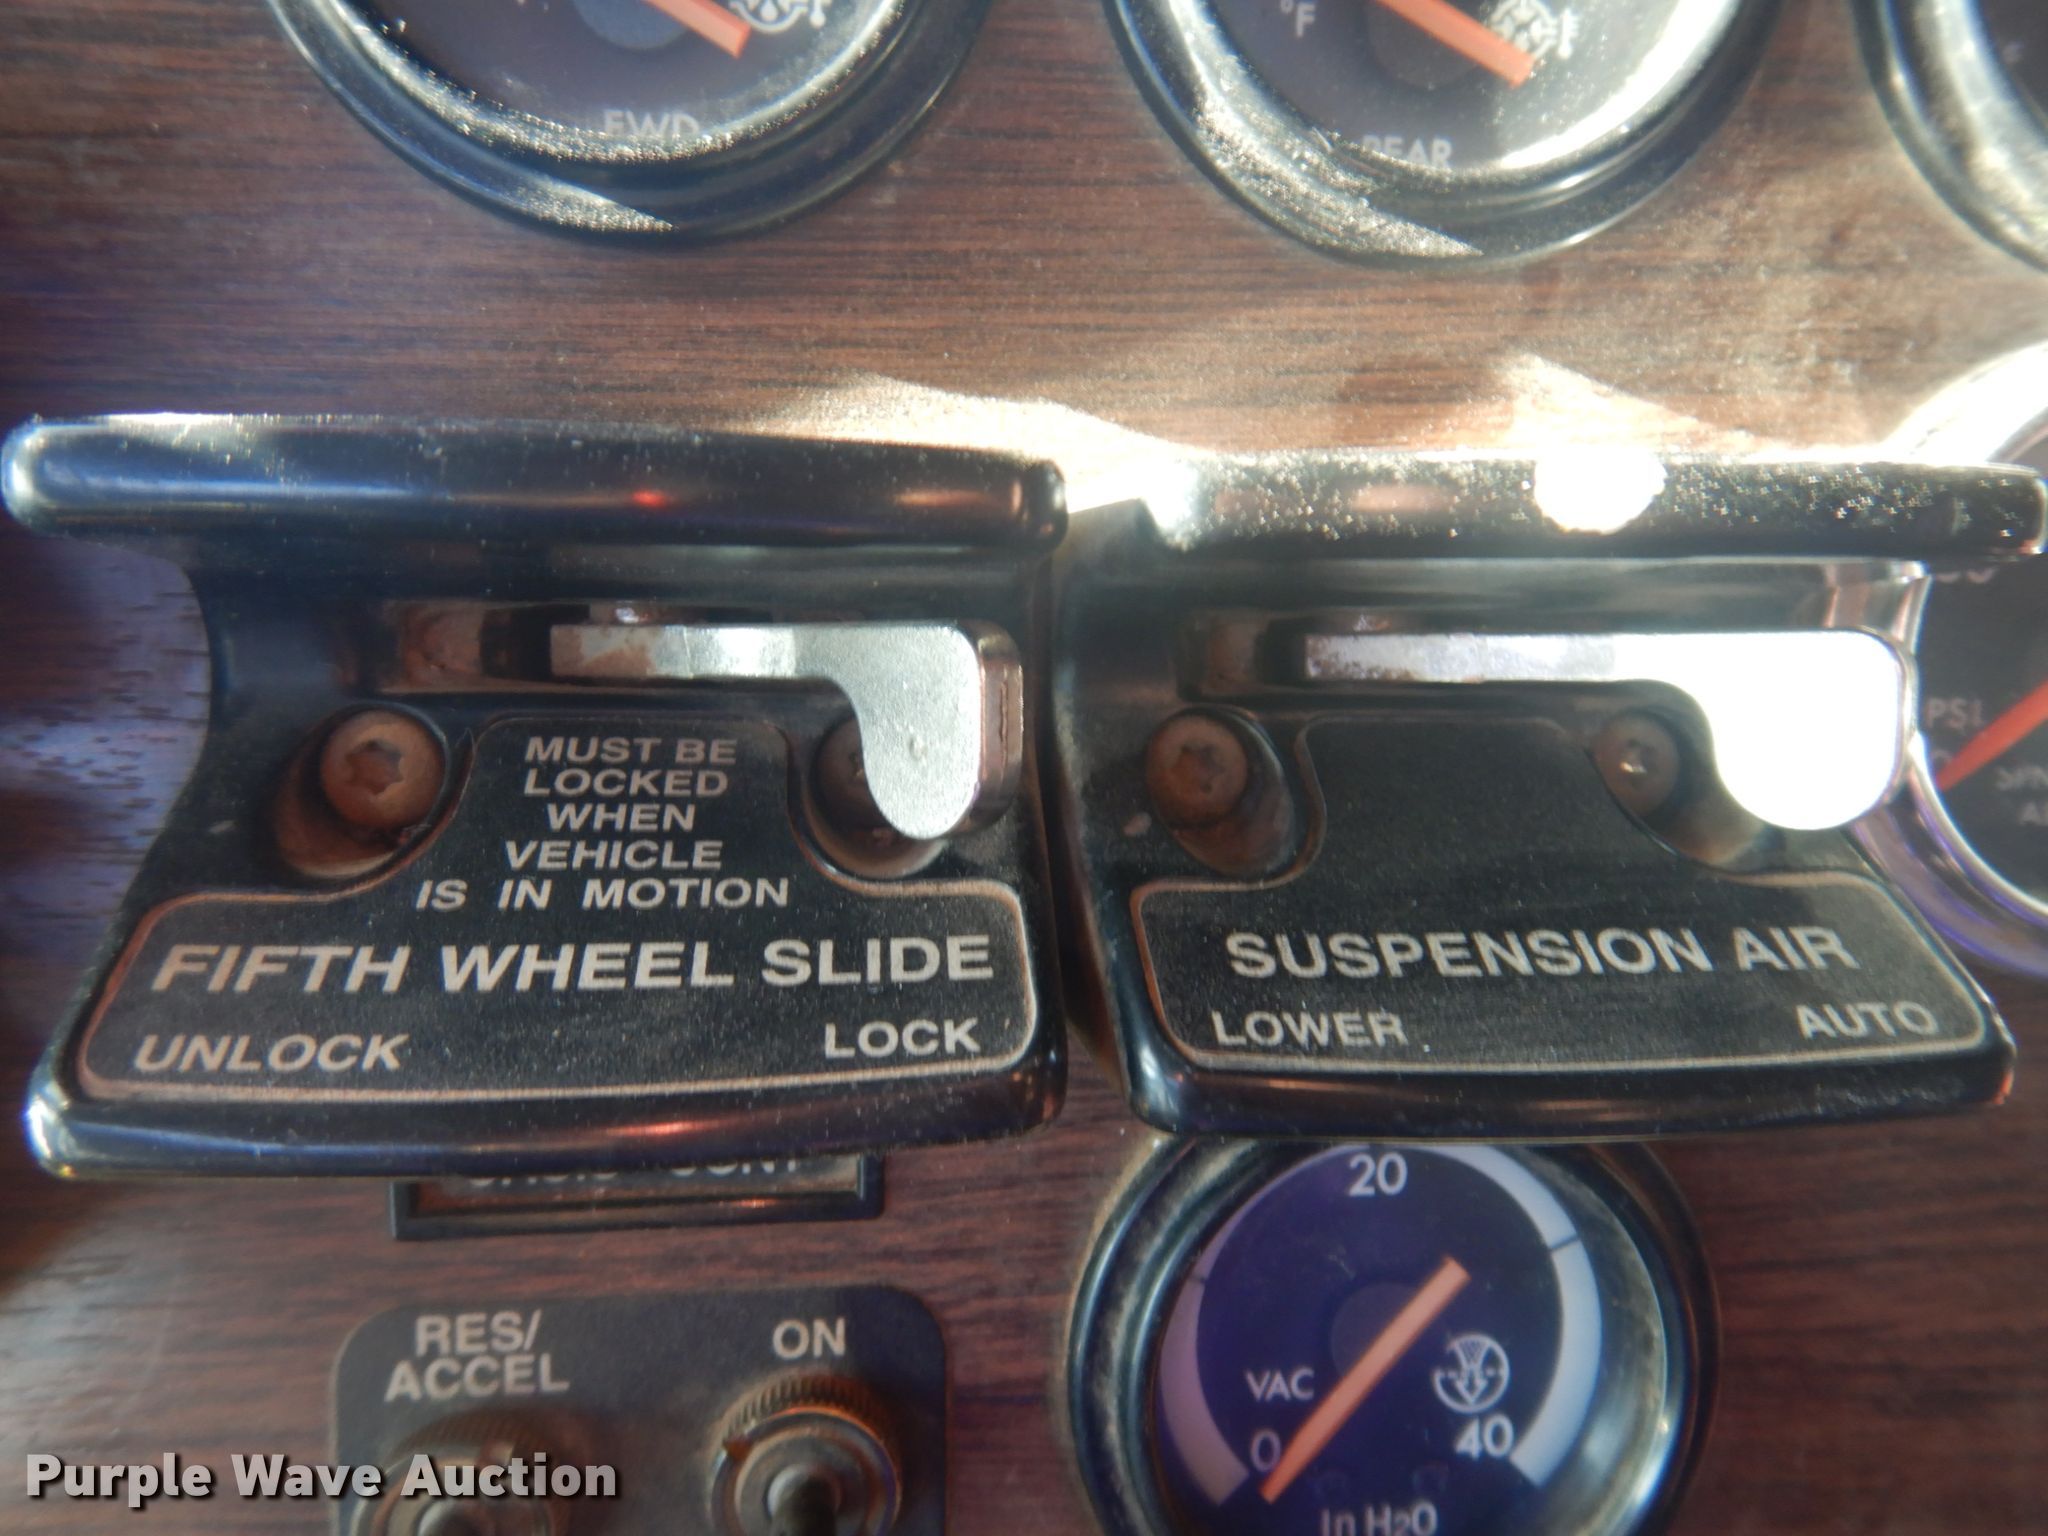 °F
FWD
REAR
MUST BE
LOCKED
WHEN
VEHICLE
IS IN MOTION
FIFTH WHEEL SLIDE
UNLOCK LOCK
SUSPENSION AIR
LOWER AUTO
PSI
RES/
ACCEL
ON
20
VAC
0 40
In H2O
Purple Wave Auction